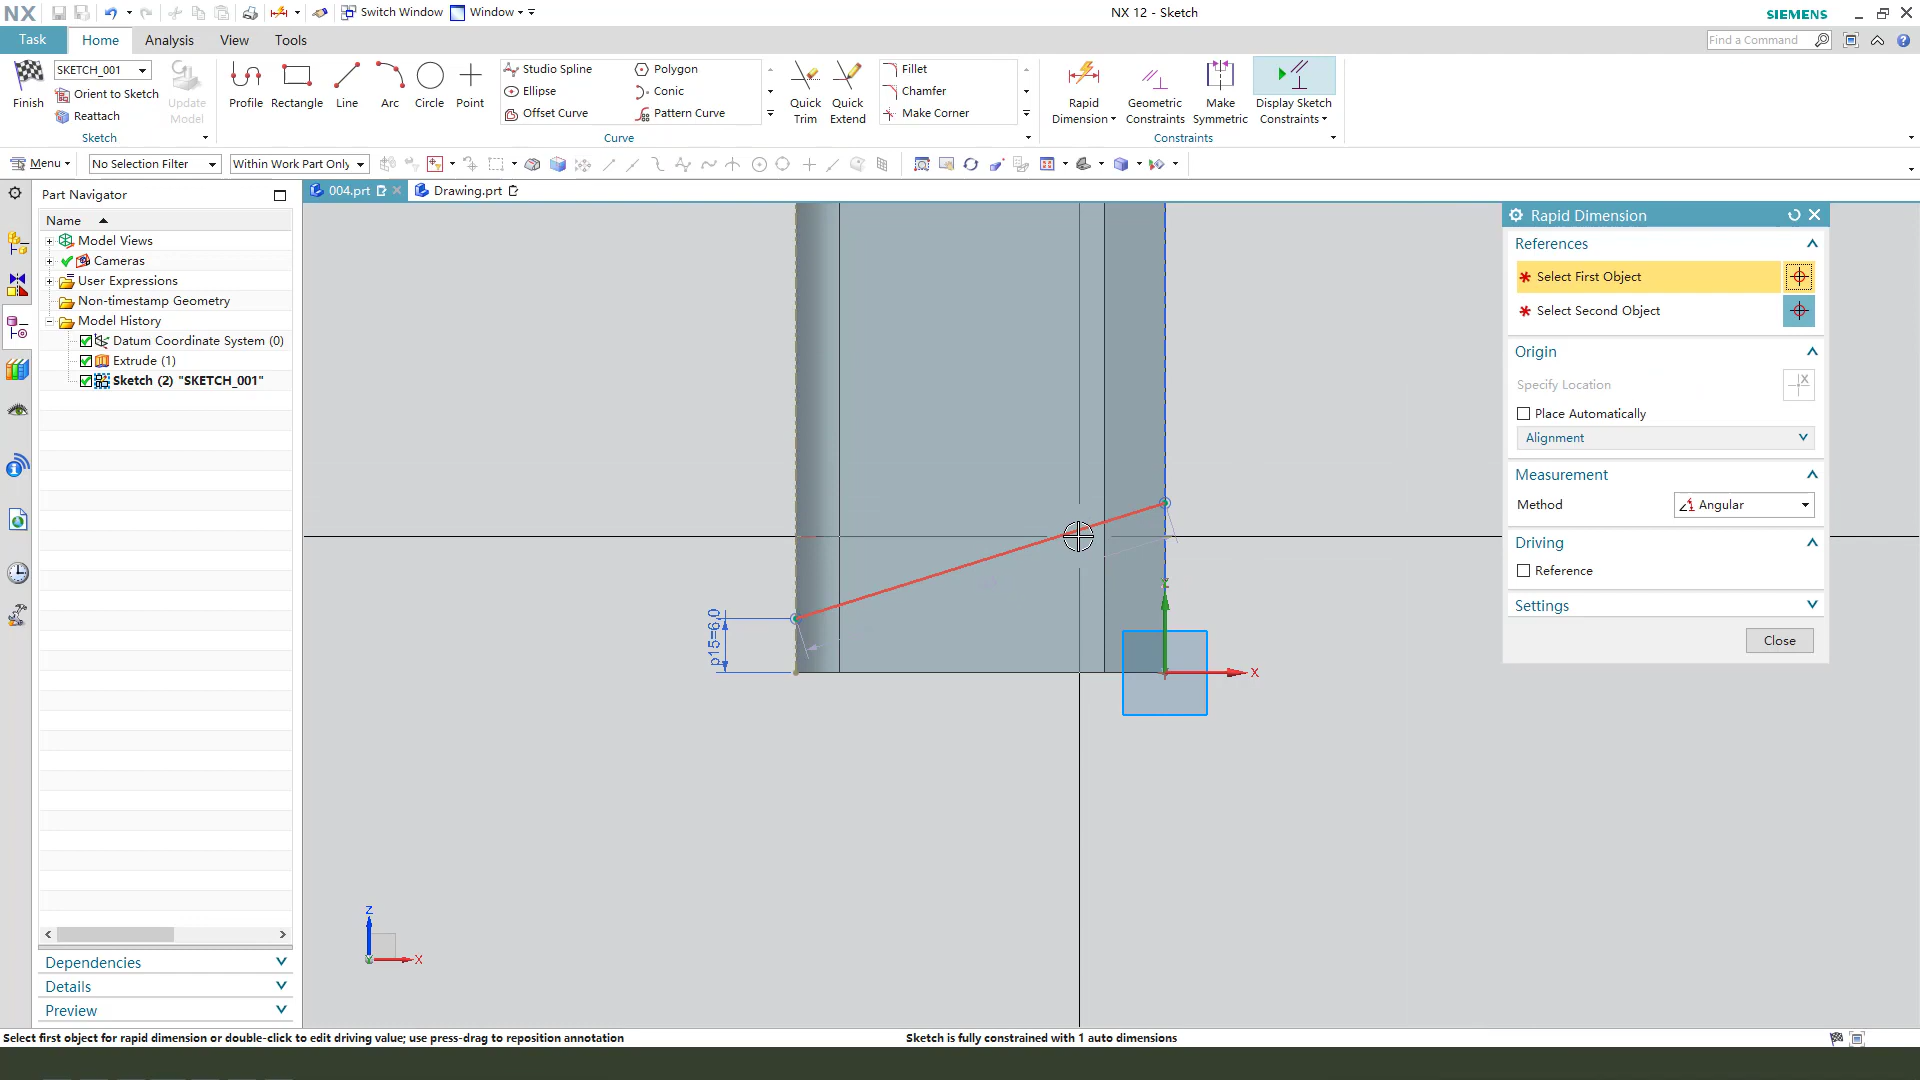 NX
Switch Window
Window
NX 12 - Sketch
SIEMENS
Task
Home
Analysis
View
Tools
Find a Command
Finish
SKETCH_001
Orient to Sketch
Reattach
Update Model
Profile
Rectangle
Line
Arc
Circle
Point
Studio Spline
Ellipse
Offset Curve
Polygon
Conic
Pattern Curve
Quick Trim
Quick Extend
Fillet
Chamfer
Make Corner
Rapid Dimension
Geometric Constraints
Make Symmetric
Display Sketch Constraints
Sketch
Curve
Constraints
Menu
No Selection Filter
Within Work Part Only
Part Navigator
004.prt
Drawing.prt
Name
Model Views
Cameras
User Expressions
Non-timestamp Geometry
Model History
Datum Coordinate System (0)
Extrude (1)
Sketch (2) "SKETCH_001"
Dependencies
Details
Preview
p15=6.0
X
Z
X
Rapid Dimension
References
Select First Object
Select Second Object
Origin
Specify Location
Place Automatically
Alignment
Measurement
Method
Angular
Driving
Reference
Settings
Close
Select first object for rapid dimension or double-click to edit driving value; use press-drag to reposition annotation
Sketch is fully constrained with 1 auto dimensions